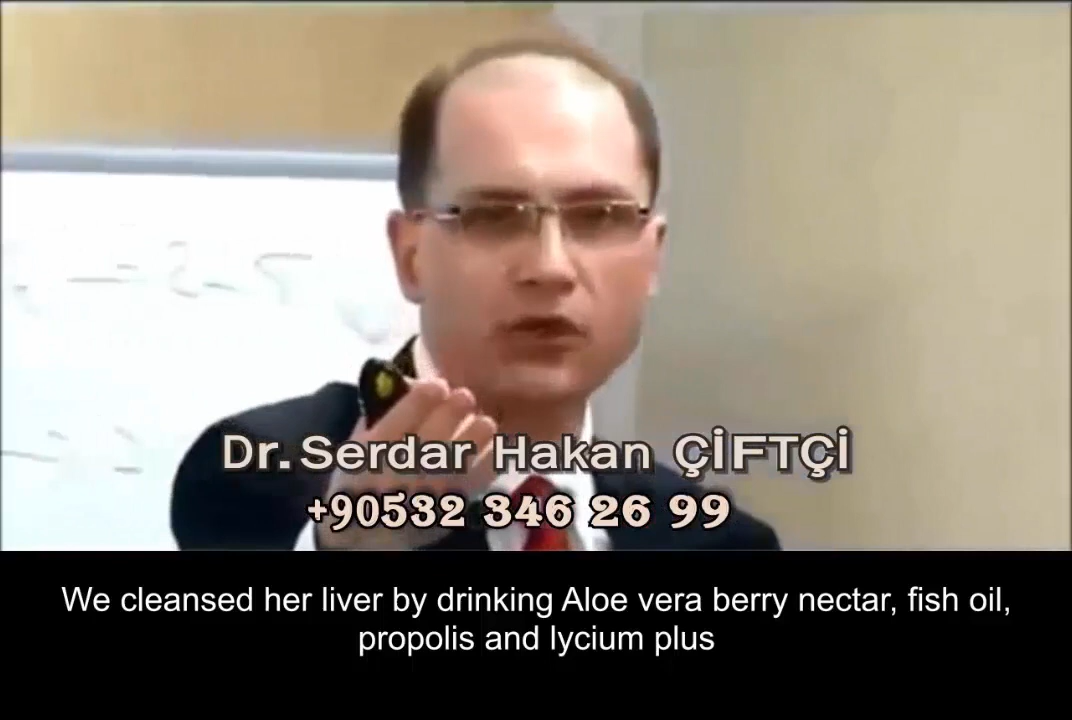 Dr. Serdar Hakan ÇİFTÇİ
+90532 346 26 99
We cleansed her liver by drinking Aloe vera berry nectar, fish oil,
propolis and lycium plus